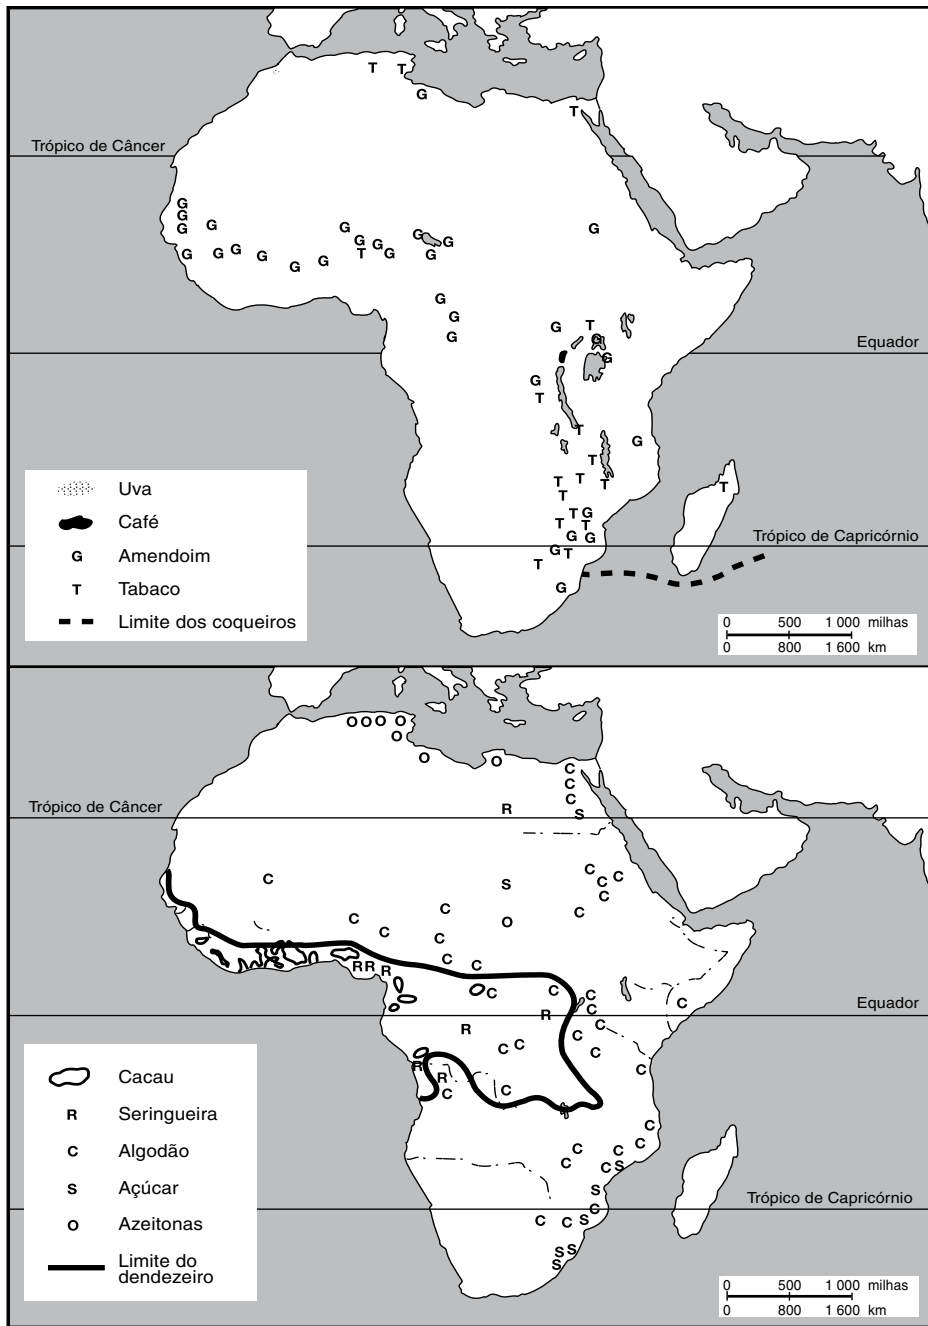 T T
G
T
Trópico de Câncer
G
G
G G G G
G G G G
G G G G T G G
G G
G
G
G G T
G
Equador
G
G
T
T G
T
T T T T
Uva
T
T G
T T
Trópico de Capricórnio
Café
G G
G Amendoim
G T
T
T Tabaco
G
Limite dos coqueiros
0 500 1 000 milhas
0 800 1 600 km
O O O O
O
O O
C
C
C
Trópico de Câncer
R S
C C C
C S C
C C C
C O
C
C C
R R R
C C C
C
Equador
R C
R C
C C C
R C
R C
C C
Cacau
R Seringueira
C
C Algodão
C C C
C C S
S Açúcar
S
Trópico de Capricórnio
C
O Azeitonas
C C S
S S
S
Limite do
dendezeiro
0 500 1 000 milhas
0 800 1 600 km